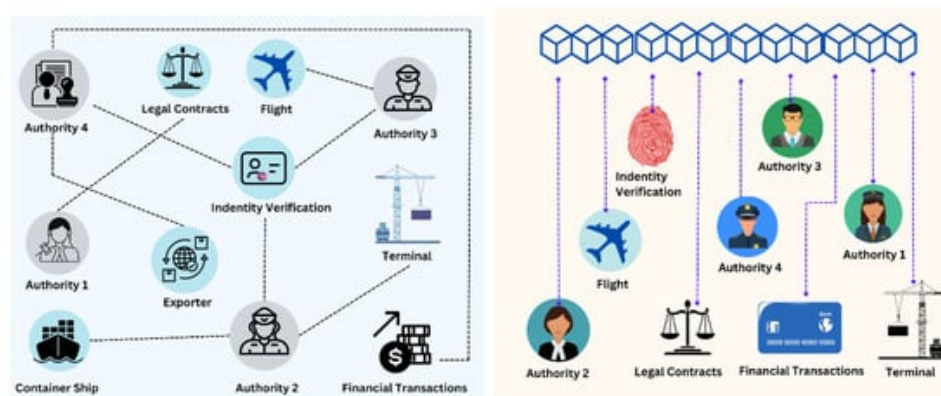 Authority 4
Legal Contracts
Flight
Authority 3
Indentity Verification
Authority 1
Exporter
Terminal
Container Ship
Authority 2
Financial Transactions
Indentity
Verification
Authority 3
Flight
Authority 4
Authority 1
Authority 2
Legal Contracts
Financial Transactions
Terminal